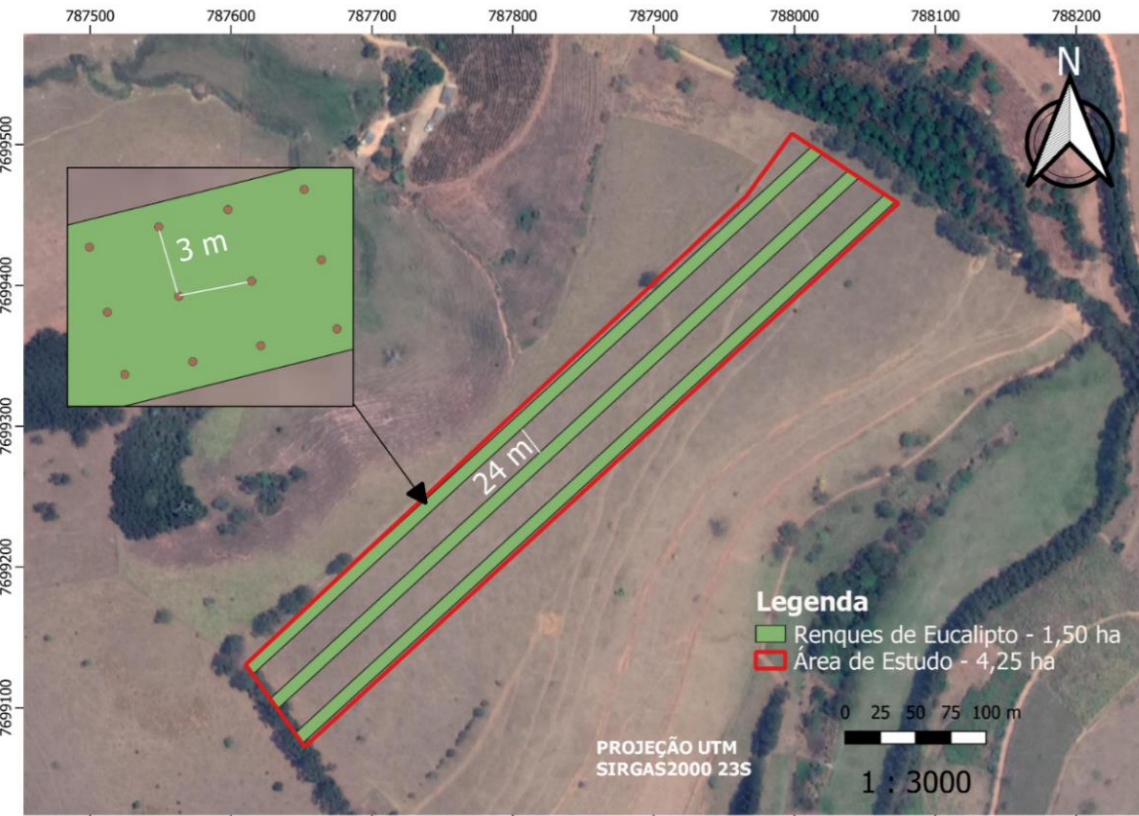 787500 787600 787700 787800 787900 788000 788100 788200
N
7699500
3 m
7699400
7699300
24 m
7699200
Legenda
Renques de Eucalipto - 1,50 ha
Área de Estudo - 4,25 ha
7699100
0 25 50 75 100 m
PROJEÇÃO UTM
SIRGAS2000 23S
1 : 3000